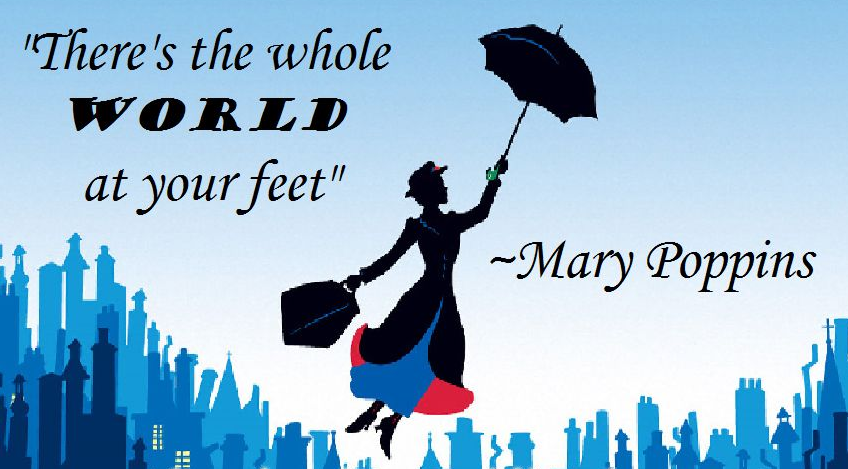 "There's the whole
WORLD
at your feet"
~Mary Poppins